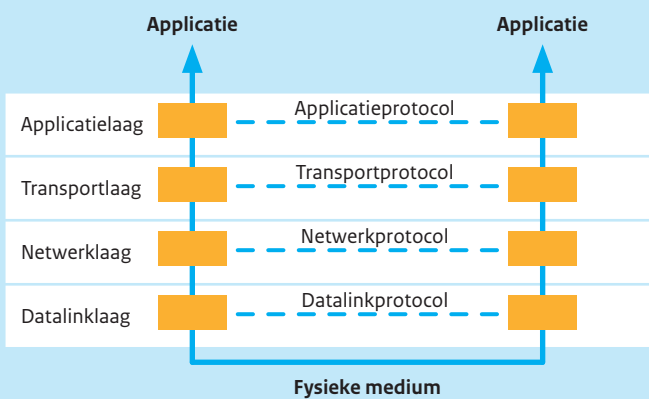 Applicatie
Applicatie
Applicatielaag
Applicatieprotocol
Transportlaag
Transportprotocol
Netwerklaag
Netwerkprotocol
Datalinklaag
Datalinkprotocol
Fysieke medium